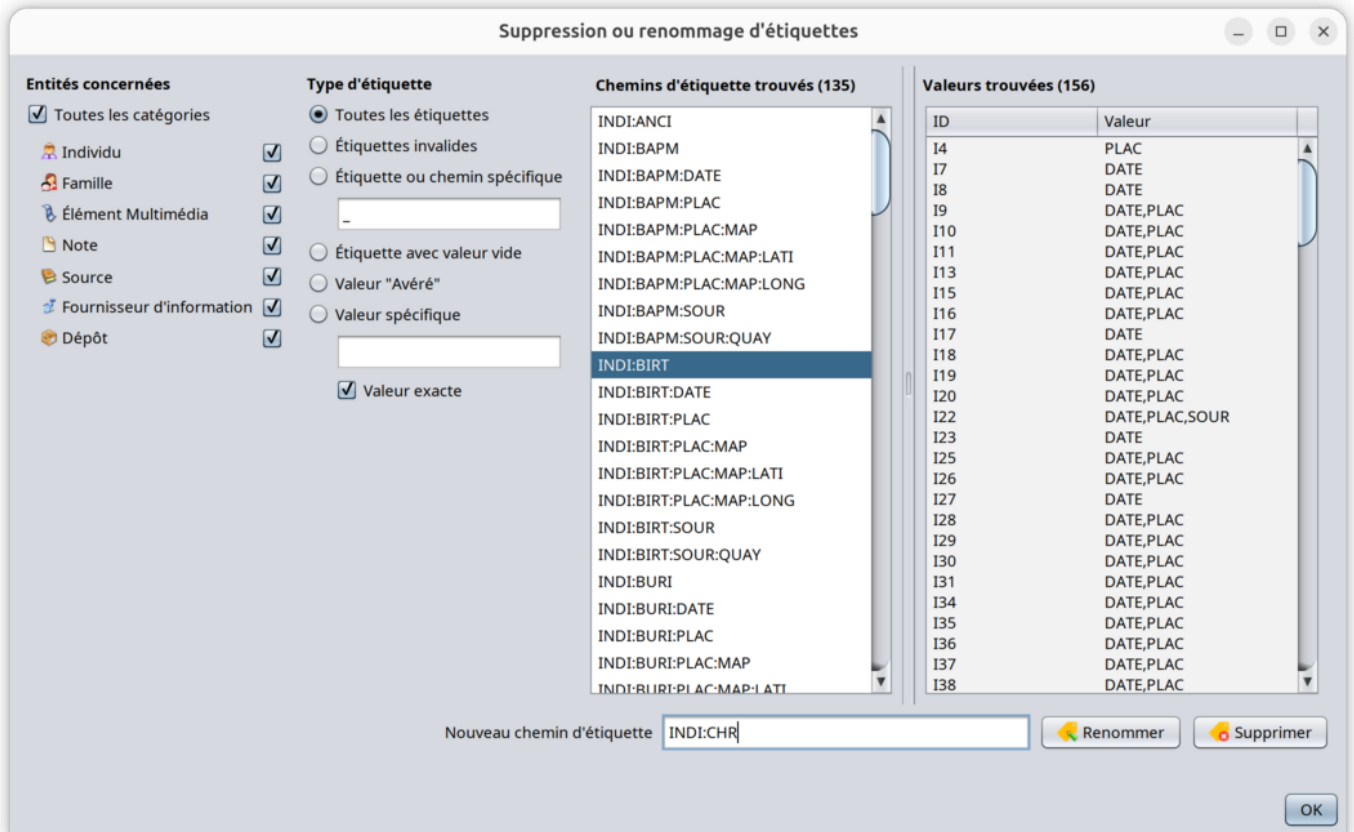 Suppression ou renommage d'étiquettes
Entités concernées
Toutes les catégories
Individu
Famille
Élément Multimédia
Note
Source
Fournisseur d'information
Dépôt
Type d'étiquette
Toutes les étiquettes
Étiquettes invalides
Étiquette ou chemin spécifique
_
Étiquette avec valeur vide
Valeur "Avéré"
Valeur spécifique
Valeur exacte
Chemins d'étiquette trouvés (135)
INDI:ANCI
INDI:BAPM
INDI:BAPM:DATE
INDI:BAPM:PLAC
INDI:BAPM:PLAC:MAP
INDI:BAPM:PLAC:MAP:LATI
INDI:BAPM:PLAC:MAP:LONG
INDI:BAPM:SOUR
INDI:BAPM:SOUR:QUAY
INDI:BIRT
INDI:BIRT:DATE
INDI:BIRT:PLAC
INDI:BIRT:PLAC:MAP
INDI:BIRT:PLAC:MAP:LATI
INDI:BIRT:PLAC:MAP:LONG
INDI:BIRT:SOUR
INDI:BIRT:SOUR:QUAY
INDI:BURI
INDI:BURI:DATE
INDI:BURI:PLAC
INDI:BURI:PLAC:MAP
INDI:BURI:PLAC:MAP:LATI
Valeurs trouvées (156)
ID Valeur
I4 PLAC
I7 DATE
I8 DATE
I9 DATE,PLAC
I10 DATE,PLAC
I11 DATE,PLAC
I13 DATE,PLAC
I15 DATE,PLAC
I16 DATE,PLAC
I17 DATE
I18 DATE,PLAC
I19 DATE,PLAC
I20 DATE,PLAC
I22 DATE,PLAC,SOUR
I23 DATE
I25 DATE,PLAC
I26 DATE,PLAC
I27 DATE
I28 DATE,PLAC
I29 DATE,PLAC
I30 DATE,PLAC
I31 DATE,PLAC
I34 DATE,PLAC
I35 DATE,PLAC
I36 DATE,PLAC
I37 DATE,PLAC
I38 DATE,PLAC
Nouveau chemin d'étiquette INDI:CHR Renommer Supprimer
OK